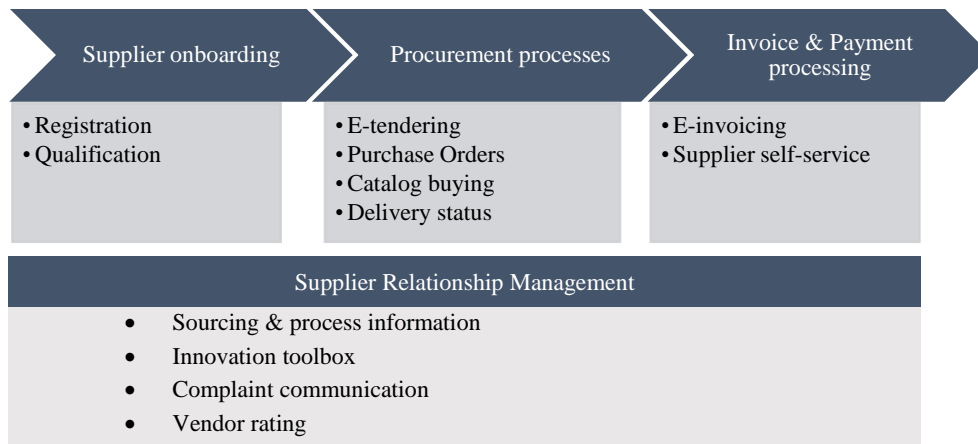 Supplier onboarding
Procurement processes
Invoice & Payment
processing
• Registration
• Qualification
• E-tendering
• Purchase Orders
• Catalog buying
• Delivery status
• E-invoicing
• Supplier self-service
Supplier Relationship Management
• Sourcing & process information
• Innovation toolbox
• Complaint communication
• Vendor rating